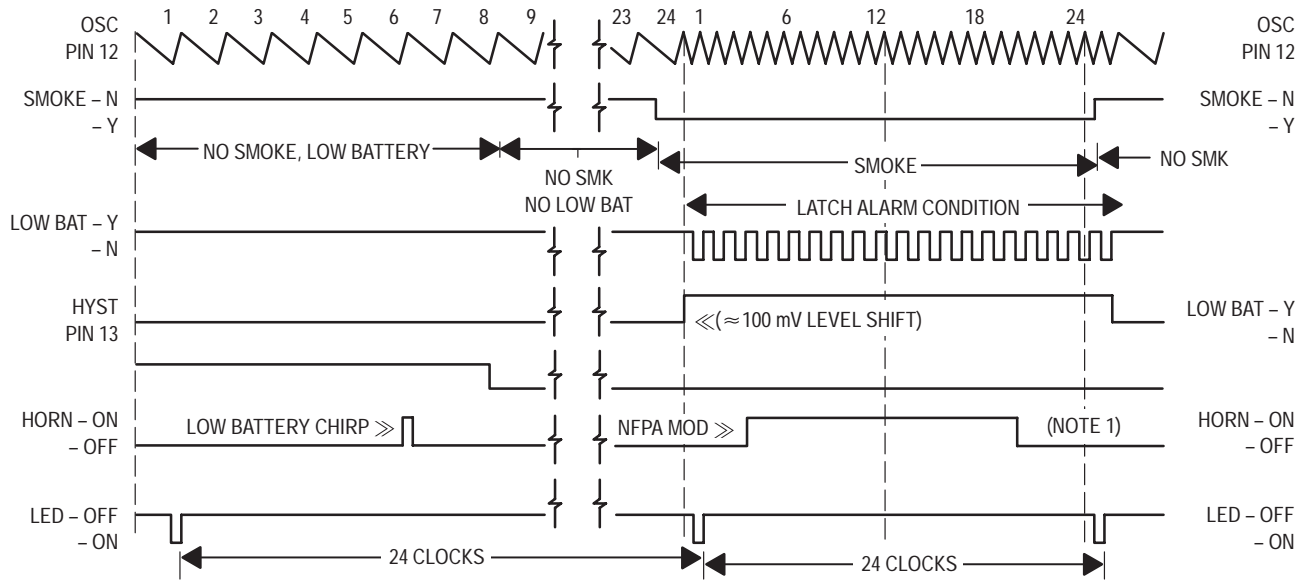 1 2 3 4 5 6 7 8 9 23 24 1 6 12 18 24
OSC
PIN 12
OSC
PIN 12
SMOKE – N
– Y
SMOKE – N
– Y
NO SMOKE, LOW BATTERY
NO SMK
NO LOW BAT
SMOKE
NO SMK
LATCH ALARM CONDITION
LOW BAT – Y
– N
HYST
PIN 13
≪(≈100 mV LEVEL SHIFT)
LOW BAT – Y
– N
HORN – ON
– OFF
LOW BATTERY CHIRP ≫
NFPA MOD ≫
(NOTE 1)
HORN – ON
– OFF
LED – OFF
– ON
24 CLOCKS
24 CLOCKS
LED – OFF
– ON